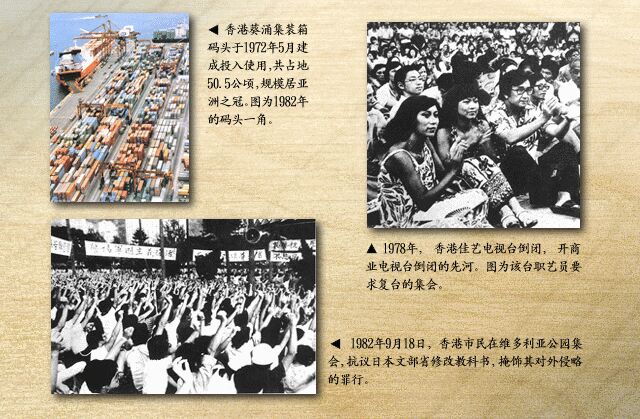 ◀ 香港葵涌集装箱
码头于1972年5月建
成投入使用,共占地
50.5公顷,规模居亚
洲之冠。图为1982年
的码头一角。
▲ 1978年， 香港佳艺电视台倒闭， 开商
业电视台倒闭的先河。图为该台职艺员要
求复台的集会。
◀ 1982年9月18日，香港市民在维多利亚公园集
会,抗议日本文部省修改教科书，掩饰其对外侵略
的罪行。